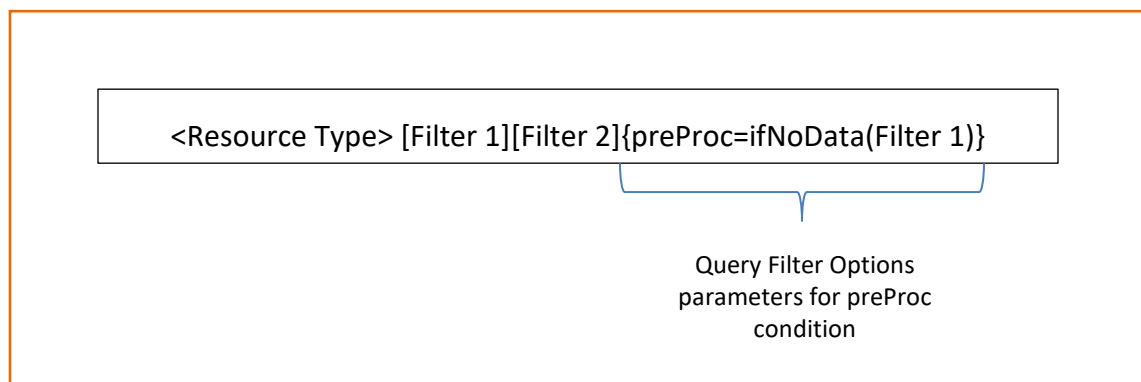 <Resource Type> [Filter 1][Filter 2]{preProc=ifNoData(Filter 1)}
Query Filter Options
parameters for preProc
condition